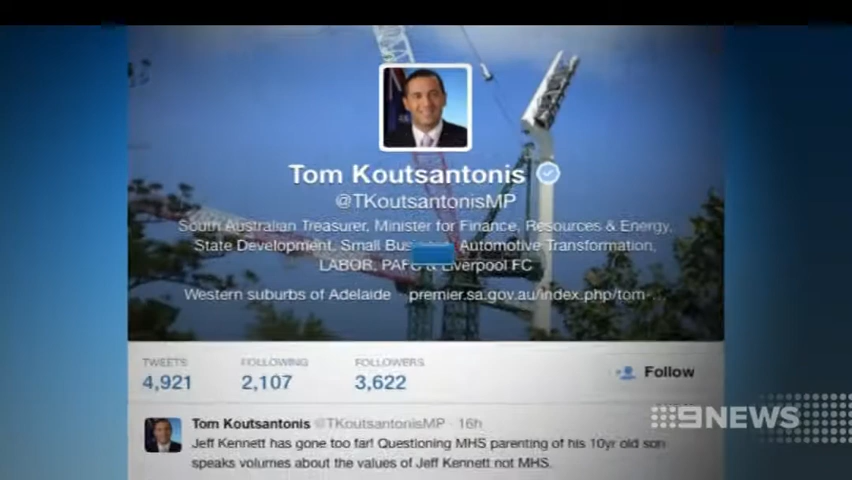 Tom Koutsantonis
@TKoutsantonisMP
South Australian Treasurer, Minister for Finance, Resources & Energy,
State Development, Small Automotive Transformation,
LABOR, PAFC & Liverpool FC
Western suburbs of Adelaide · premier.sa.gov.au/index.php/tom-...
TWEETS FOLLOWING FOLLOWERS
4,921 2,107 3,622
Follow
9NEWS
Tom Koutsantonis @TKoutsantonisMP · 16h
Jeff Kennett has gone too far! Questioning MHS parenting of his 10yr old son
speaks volumes about the values of Jeff Kennett not MHS.